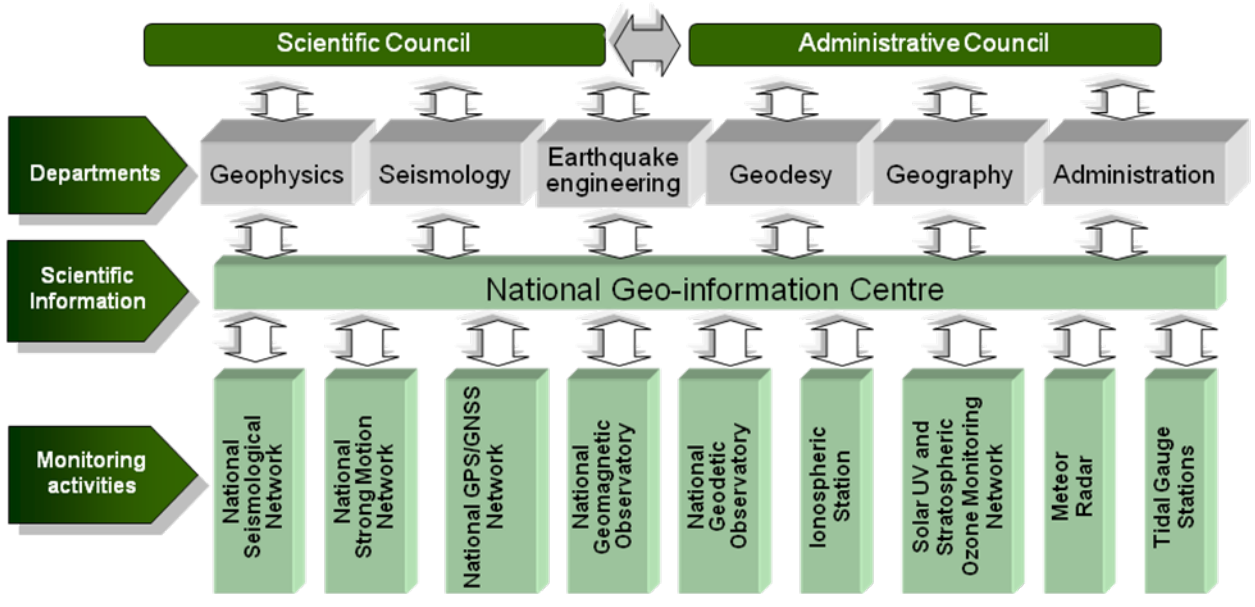 Scientific Council
Administrative Council
Departments
Geophysics
Seismology
Earthquake
engineering
Geodesy
Geography
Administration
Scientific
Information
National Geo-information Centre
Monitoring
activities
National
Seismological
Network
National
Strong Motion
Network
National GPS/GNSS
Network
National
Geomagnetic
Observatory
National
Geodetic
Observatory
Ionospheric
Station
Solar UV and
Stratospheric
Ozone Monitoring
Network
Meteor
Radar
Tidal Gauge
Stations